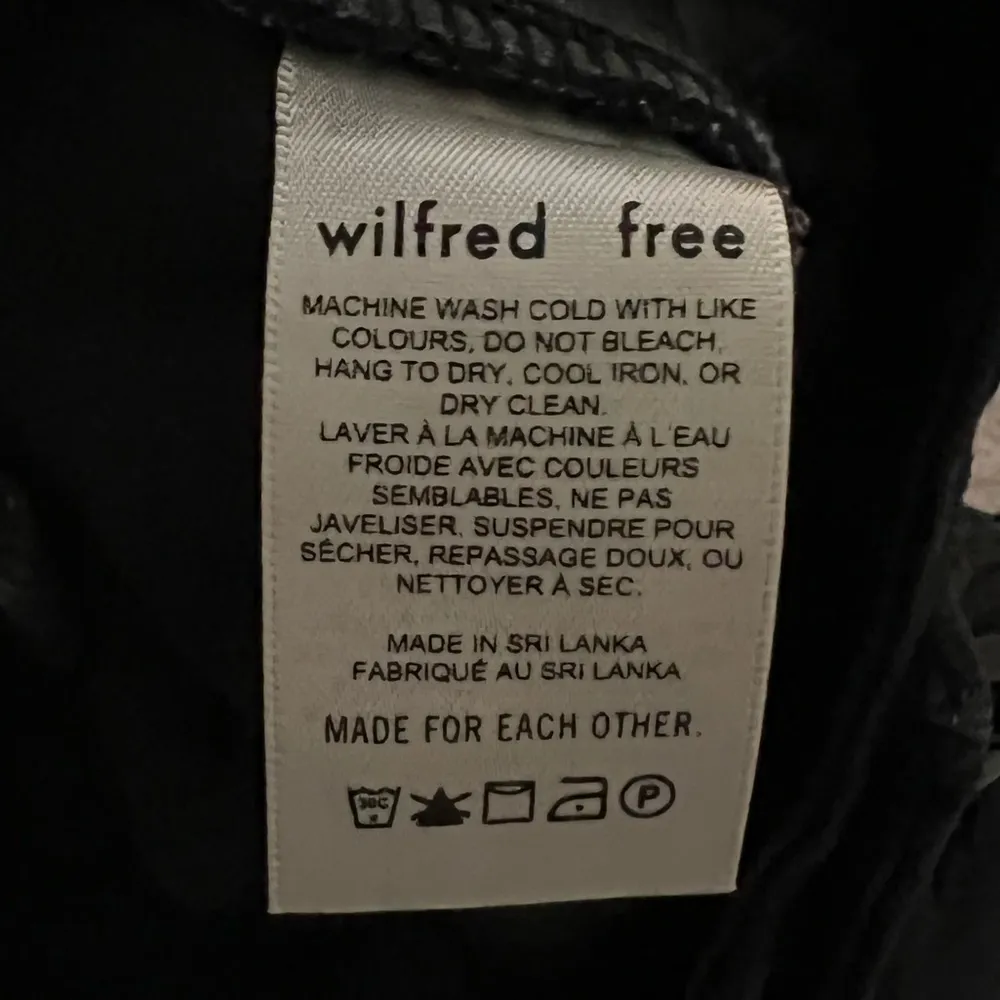 wilfred free
MACHINE WASH COLD WITH LIKE
COLOURS, DO NOT BLEACH,
HANG TO DRY, COOL IRON, OR
DRY CLEAN.
LAVER À LA MACHINE À L'EAU
FROIDE AVEC COULEURS
SEMBLABLES, NE PAS
JAVELISER, SUSPENDRE POUR
SÉCHER, REPASSAGE DOUX, OU
NETTOYER À SEC.
MADE IN SRI LANKA
FABRIQUÉ AU SRI LANKA
MADE FOR EACH OTHER.
30C P